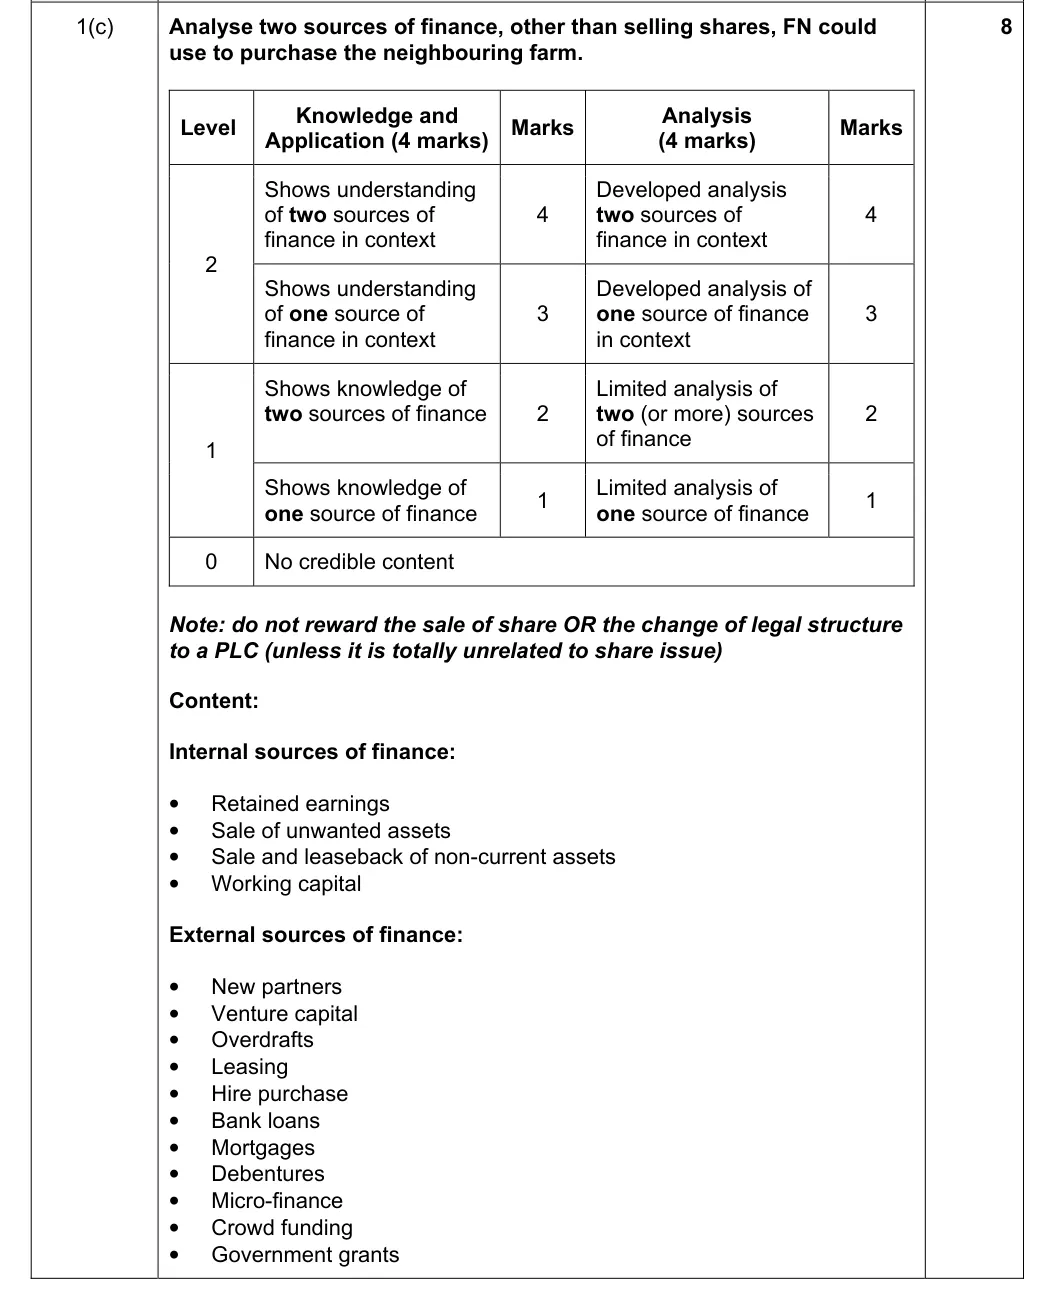 1(c)
Analyse two sources of finance, other than selling shares, FN could
use to purchase the neighbouring farm.
8
Level
Knowledge and
Application (4 marks)
Marks
Analysis
(4 marks)
Marks
2
Shows understanding
of two sources of
finance in context
4
Developed analysis
two sources of
finance in context
4
Shows understanding
of one source of
finance in context
3
Developed analysis of
one source of finance
in context
3
1
Shows knowledge of
two sources of finance
2
Limited analysis of
two (or more) sources
of finance
2
Shows knowledge of
one source of finance
1
Limited analysis of
one source of finance
1
0
No credible content
Note: do not reward the sale of share OR the change of legal structure
to a PLC (unless it is totally unrelated to share issue)
Content:
Internal sources of finance:
• Retained earnings
• Sale of unwanted assets
• Sale and leaseback of non-current assets
• Working capital
External sources of finance:
• New partners
• Venture capital
• Overdrafts
• Leasing
• Hire purchase
• Bank loans
• Mortgages
• Debentures
• Micro-finance
• Crowd funding
• Government grants